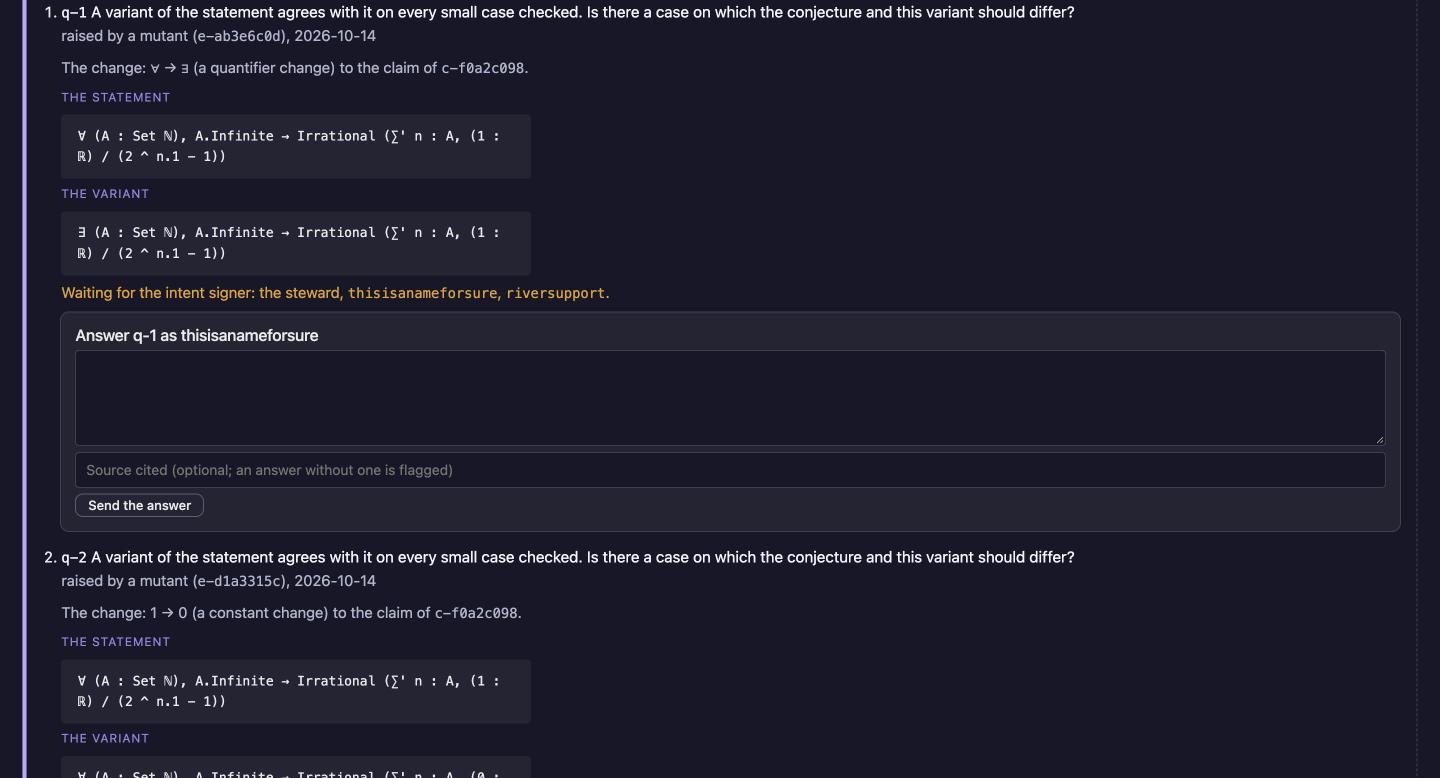 1. q–1 A variant of the statement agrees with it on every small case checked. Is there a case on which the conjecture and this variant should differ?
raised by a mutant (e–ab3e6c0d), 2026-10-14
The change: ∀ → ∃ (a quantifier change) to the claim of c–f0a2c098.
THE STATEMENT
∀ (A : Set ℕ), A.Infinite → Irrational (∑' n : A, (1 :
ℝ) / (2 ^ n.1 – 1))
THE VARIANT
∃ (A : Set ℕ), A.Infinite → Irrational (∑' n : A, (1 :
ℝ) / (2 ^ n.1 – 1))
Waiting for the intent signer: the steward, thisisanameforsure, riversupport.
Answer q-1 as thisisanameforsure
Source cited (optional; an answer without one is flagged)
Send the answer
2. q–2 A variant of the statement agrees with it on every small case checked. Is there a case on which the conjecture and this variant should differ?
raised by a mutant (e–d1a3315c), 2026-10-14
The change: 1 → 0 (a constant change) to the claim of c–f0a2c098.
THE STATEMENT
∀ (A : Set ℕ), A.Infinite → Irrational (∑' n : A, (1 :
ℝ) / (2 ^ n.1 – 1))
THE VARIANT
∀ (A : Set ℕ), A.Infinite → Irrational (∑' n : A, (0 :